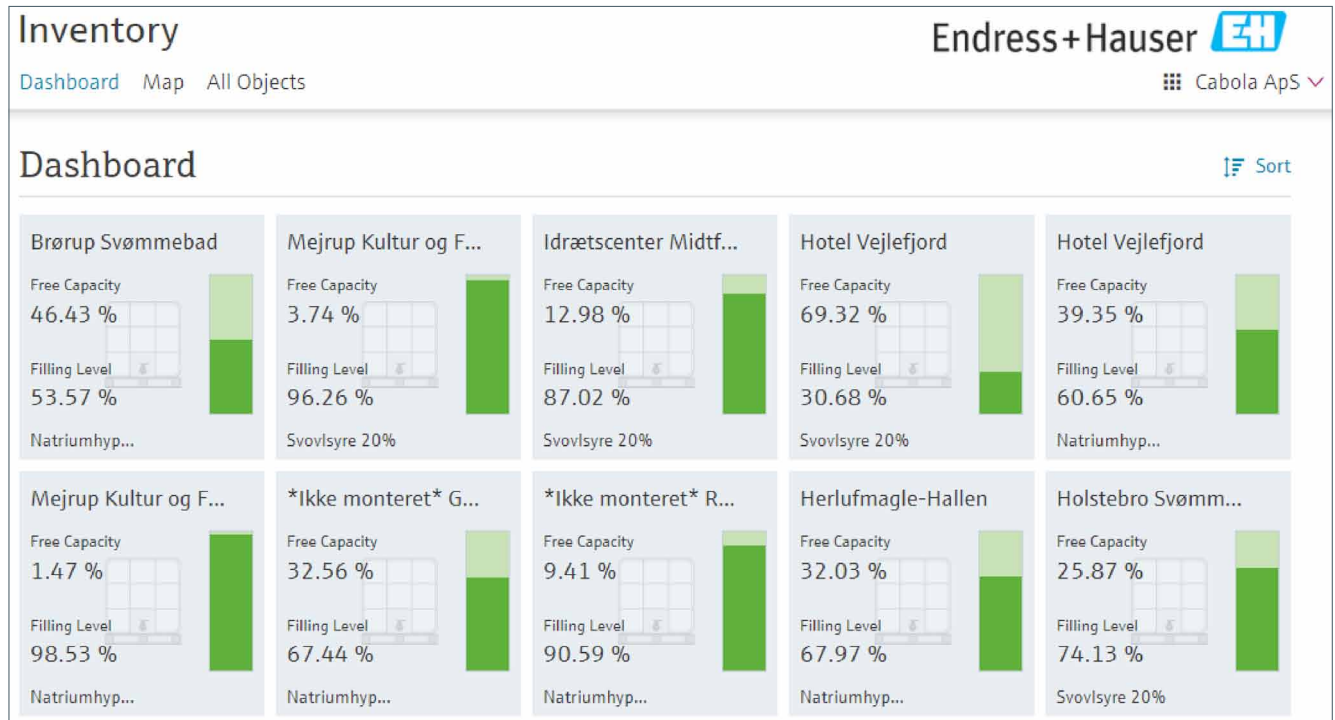 Inventory
Endress+Hauser EH
Dashboard Map All Objects
Cabola ApS
Dashboard
Sort
Brørup Svømmebad
Free Capacity
46.43 %
Filling Level
53.57 %
Natriumhyp...
Mejrup Kultur og F...
Free Capacity
3.74 %
Filling Level
96.26 %
Svovlsyre 20%
Idrætscenter Midtf...
Free Capacity
12.98 %
Filling Level
87.02 %
Svovlsyre 20%
Hotel Vejlefjord
Free Capacity
69.32 %
Filling Level
30.68 %
Svovlsyre 20%
Hotel Vejlefjord
Free Capacity
39.35 %
Filling Level
60.65 %
Natriumhyp...
Mejrup Kultur og F...
Free Capacity
1.47 %
Filling Level
98.53 %
Natriumhyp...
*Ikke monteret* G...
Free Capacity
32.56 %
Filling Level
67.44 %
Natriumhyp...
*Ikke monteret* R...
Free Capacity
9.41 %
Filling Level
90.59 %
Natriumhyp...
Herlufmagle-Hallen
Free Capacity
32.03 %
Filling Level
67.97 %
Natriumhyp...
Holstebro Svømm...
Free Capacity
25.87 %
Filling Level
74.13 %
Svovlsyre 20%